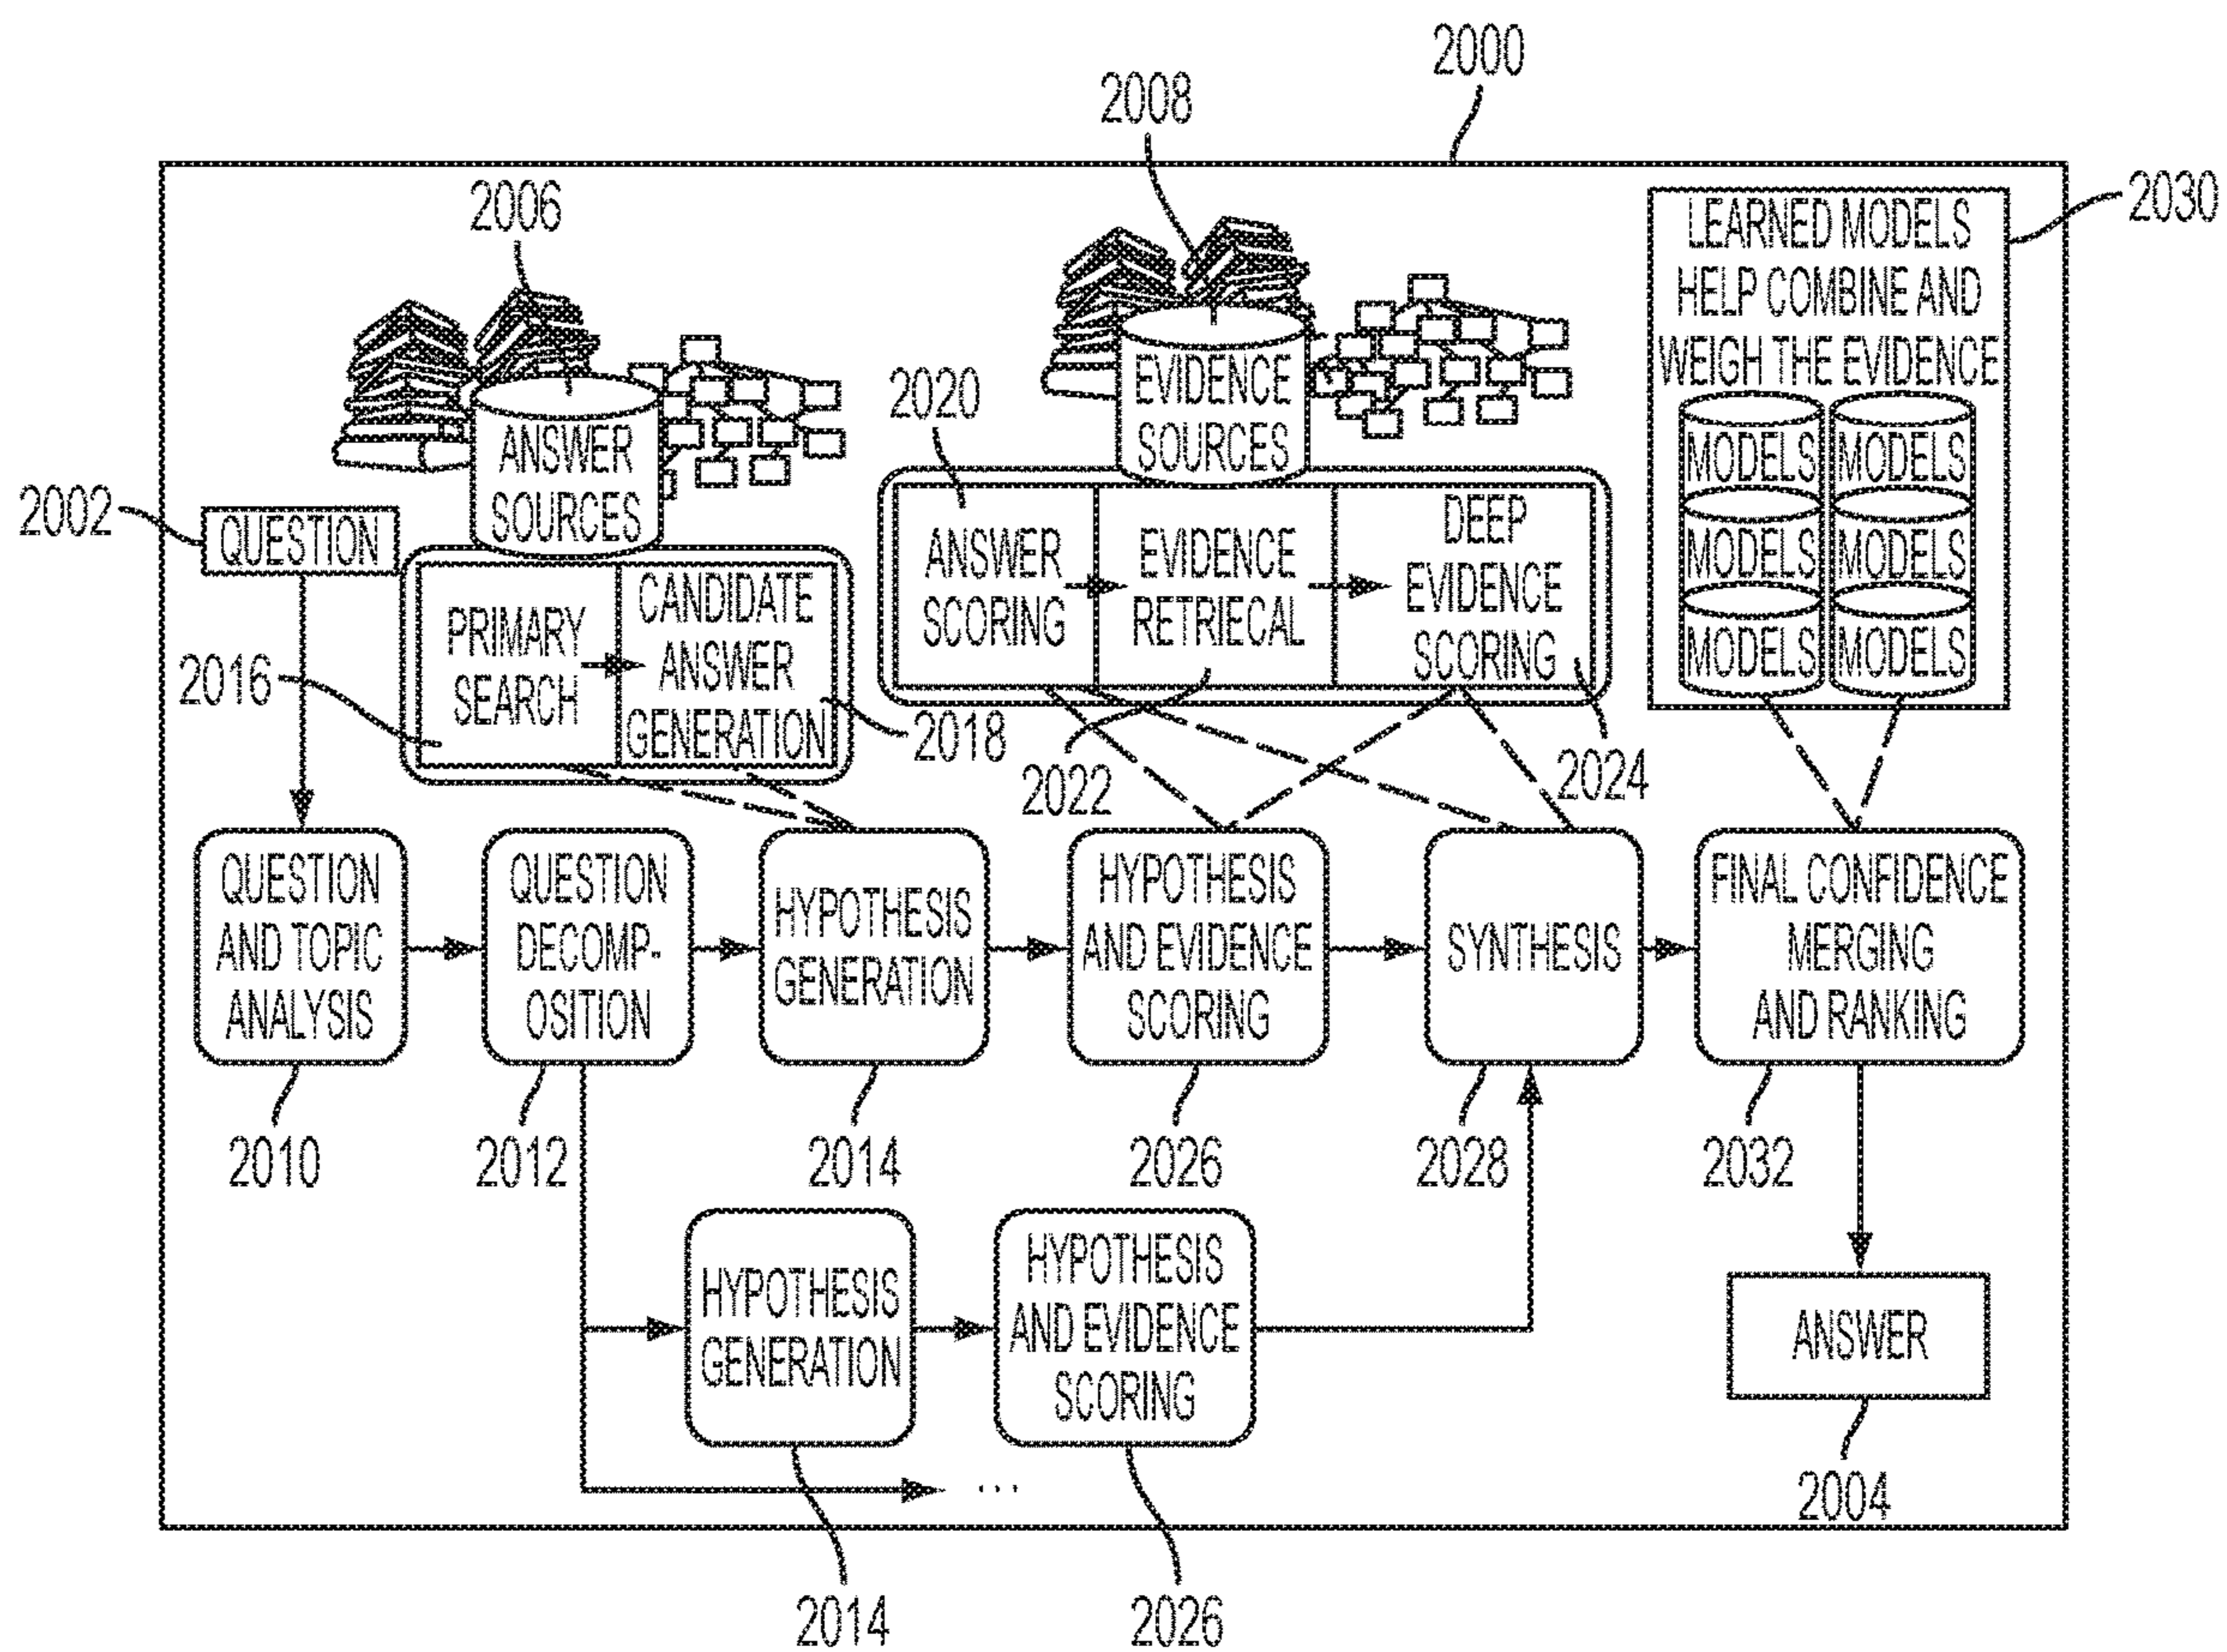 2000
2008
2006
2030
LEARNED MODELS
HELP COMBINE AND
WEIGH THE EVIDENCE
MODELS MODELS
MODELS MODELS
MODELS MODELS
2002
QUESTION
ANSWER
SOURCES
PRIMARY
SEARCH
2016
CANDIDATE
ANSWER
GENERATION
2018
EVIDENCE
SOURCES
2020
ANSWER
SCORING
EVIDENCE
RETRIECAL
2022
DEEP
EVIDENCE
SCORING
2024
QUESTION
AND TOPIC
ANALYSIS
2010
QUESTION
DECOMP-
OSITION
2012
HYPOTHESIS
GENERATION
2014
HYPOTHESIS
AND EVIDENCE
SCORING
2026
SYNTHESIS
2028
FINAL CONFIDENCE
MERGING
AND RANKING
2032
HYPOTHESIS
GENERATION
2014
HYPOTHESIS
AND EVIDENCE
SCORING
2026
...
ANSWER
2004